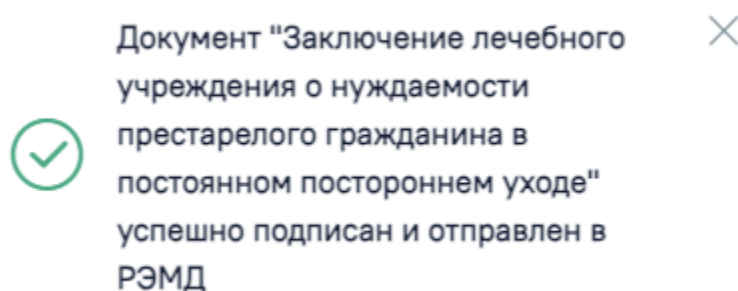 Документ "Заключение лечебного
учреждения о нуждаемости
престарелого гражданина в
постоянном постороннем уходе"
успешно подписан и отправлен в
РЭМД